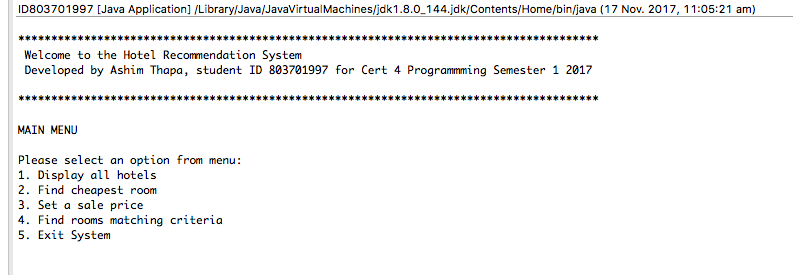 ID803701997 [Java Application] /Library/Java/JavaVirtualMachines/jdk1.8.0_144.jdk/Contents/Home/bin/java (17 Nov. 2017, 11:05:21 am)
****************************************************************************************
Welcome to the Hotel Recommendation System
Developed by Ashim Thapa, student ID 803701997 for Cert 4 Programmming Semester 1 2017
****************************************************************************************
MAIN MENU
Please select an option from menu:
1. Display all hotels
2. Find cheapest room
3. Set a sale price
4. Find rooms matching criteria
5. Exit System